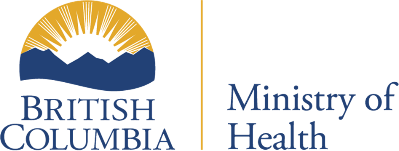 BRITISH
COLUMBIA
Ministry of
Health